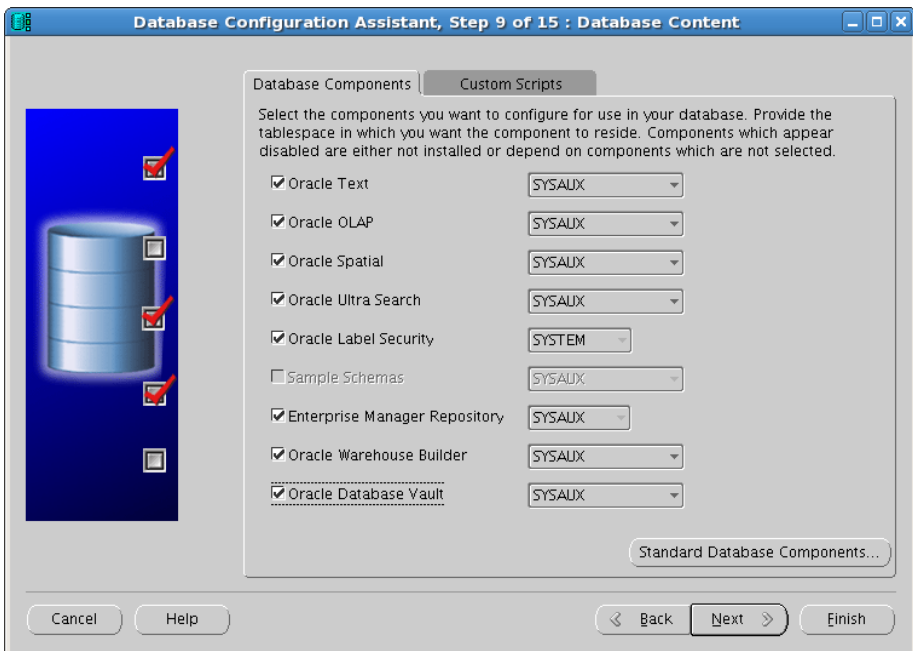 Database Configuration Assistant, Step 9 of 15 : Database Content
Database Components Custom Scripts
Select the components you want to configure for use in your database. Provide the
tablespace in which you want the component to reside. Components which appear
disabled are either not installed or depend on components which are not selected.
Oracle Text SYSAUX
Oracle OLAP SYSAUX
Oracle Spatial SYSAUX
Oracle Ultra Search SYSAUX
Oracle Label Security SYSTEM
Sample Schemas SYSAUX
Enterprise Manager Repository SYSAUX
Oracle Warehouse Builder SYSAUX
Oracle Database Vault SYSAUX
Standard Database Components...
Cancel Help Back Next Finish